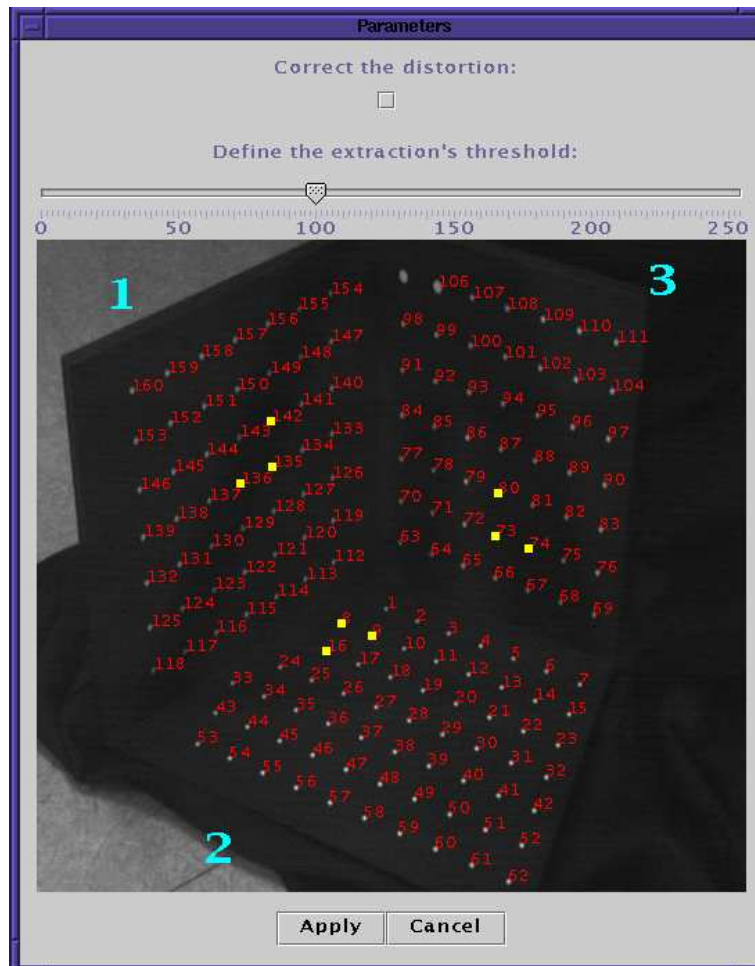 Parameters
Correct the distortion:
Define the extraction's threshold:
0 50 100 150 200 250
1
3
160 159 158 157 156 155 154
153 152 151 150 149 148 147
146 145 144 143 142 141 140
139 138 137 136 135 134 133
132 131 130 129 128 127 126
125 124 123 122 121 120 119
118 117 116 115 114 113 112
106 107 108 109 110 111
98 99 100 101 102 103 104
91 92 93 94 95 96 97
84 85 86 87 88 89 90
77 78 79 80 81 82 83
70 71 72 73 74 75 76
63 64 65 66 67 68 69
1 2 3 4 5 6 7
8 9 10 11 12 13 14 15
16 17 18 19 20 21 22 23
24 25 26 27 28 29 30 31 32
33 34 35 36 37 38 39 40 41 42
43 44 45 46 47 48 49 50 51 52
53 54 55 56 57 58 59 60 61 62
2
Apply Cancel